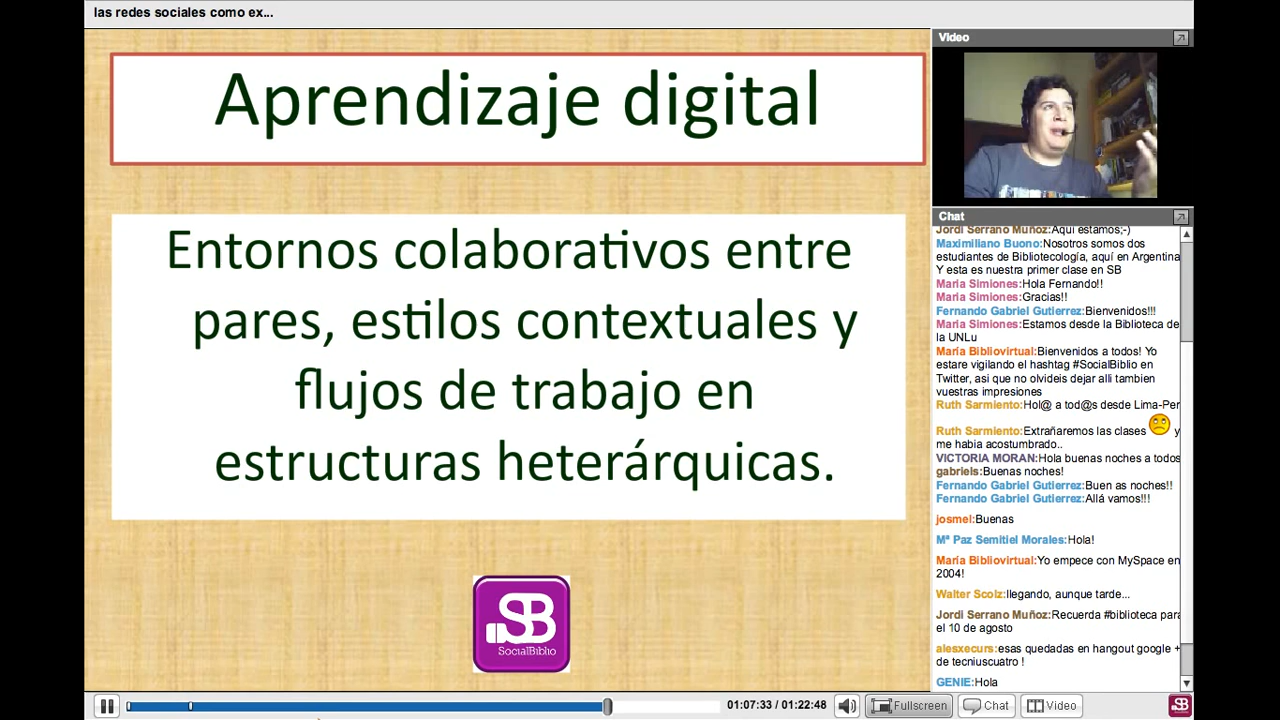 las redes sociales como ex...
Aprendizaje digital
Entornos colaborativos entre
pares, estilos contextuales y
flujos de trabajo en
estructuras heterárquicas.
SB
SocialBiblio
Video
Chat
Jordi Serrano Muñoz:Aqui estamos;-)
Maximiliano Buono:Nosotros somos dos
estudiantes de Bibliotecología, aquí en Argentina
Y esta es nuestra primer clase en SB
Maria Simiones:Hola Fernando!!
Maria Simiones:Gracias!!
Fernando Gabriel Gutierrez:Bienvenidos!!!
Maria Simiones:Estamos desde la Biblioteca de
la UNLu
María Bibliovirtual:Bienvenidos a todos! Yo
estare vigilando el hashtag #SocialBiblio en
Twitter, asi que no olvideis dejar alli tambien
vuestras impresiones
Ruth Sarmiento:Hol@ a tod@s desde Lima-Per
Ruth Sarmiento:Extrañaremos las clases y
me habia acostumbrado..
VICTORIA MORAN:Hola buenas noches a todos
gabriels:Buenas noches!
Fernando Gabriel Gutierrez:Buen as noches!!
Fernando Gabriel Gutierrez:Allá vamos!!!
josmel:Buenas
Mª Paz Semitiel Morales:Hola!
María Bibliovirtual:Yo empece con MySpace en
2004!
Walter Scolz:llegando, aunque tarde...
Jordi Serrano Muñoz:Recuerda #biblioteca para
el 10 de agosto
alesxecurs:esas quedadas en hangout google +
de tecniuscuatro !
GENIE:Hola
01:07:33 / 01:22:48
Fullscreen
Chat
Video
SB